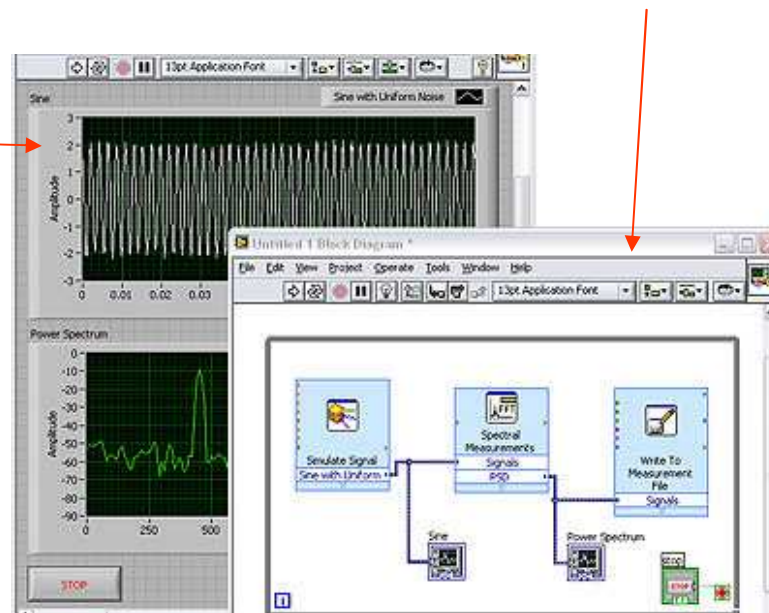 13pt Application Font
Sine
Sine with Uniform Noise
3-
2-
1-
0-
-1-
-2-
-3-
Amplitude
0 0.01 0.02 0.03
Power Spectrum
0-
-10-
-20-
-30-
-40-
-50-
-60-
-70-
-80-
-90-
Amplitude
0 250 500
STOP
Untitled 1 Block Diagram *
File Edit View Project Operate Tools Window Help
13pt Application Font
Simulate Signal
Sine with Uniform
Spectral
Measurements
Signals
PSD
Write To
Measurement
File
Signals
Sine
Power Spectrum
stop
STOP
i